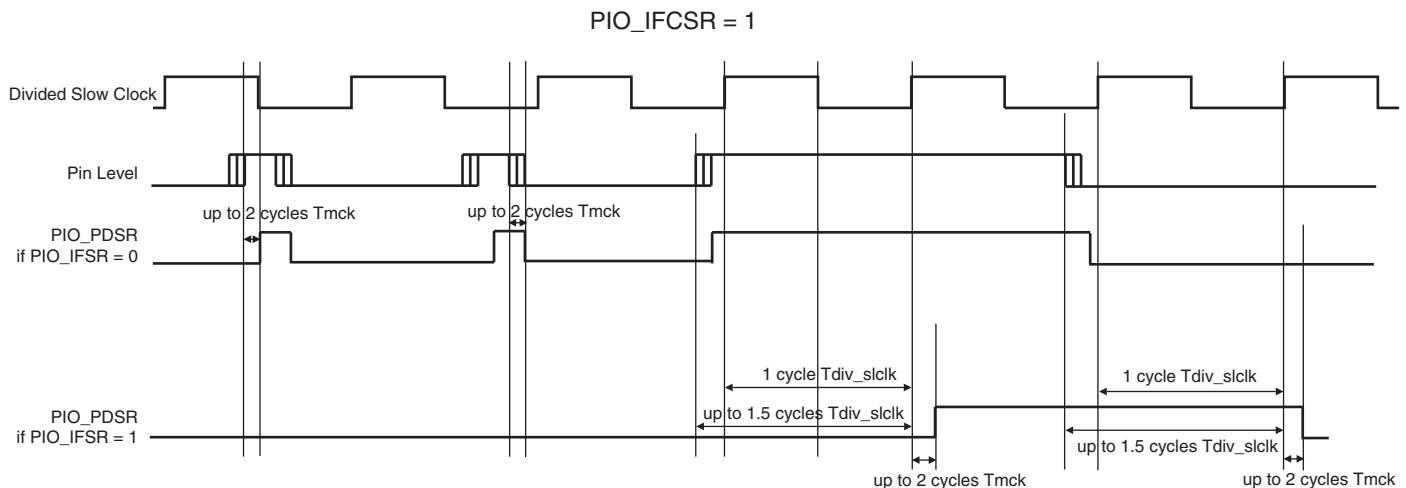 PIO_IFCSR = 1
Divided Slow Clock
Pin Level
up to 2 cycles Tmck
up to 2 cycles Tmck
PIO_PDSR
if PIO_IFSR = 0
1 cycle Tdiv_slclk
1 cycle Tdiv_slclk
PIO_PDSR
if PIO_IFSR = 1
up to 1.5 cycles Tdiv_slclk
up to 1.5 cycles Tdiv_slclk
up to 2 cycles Tmck
up to 2 cycles Tmck